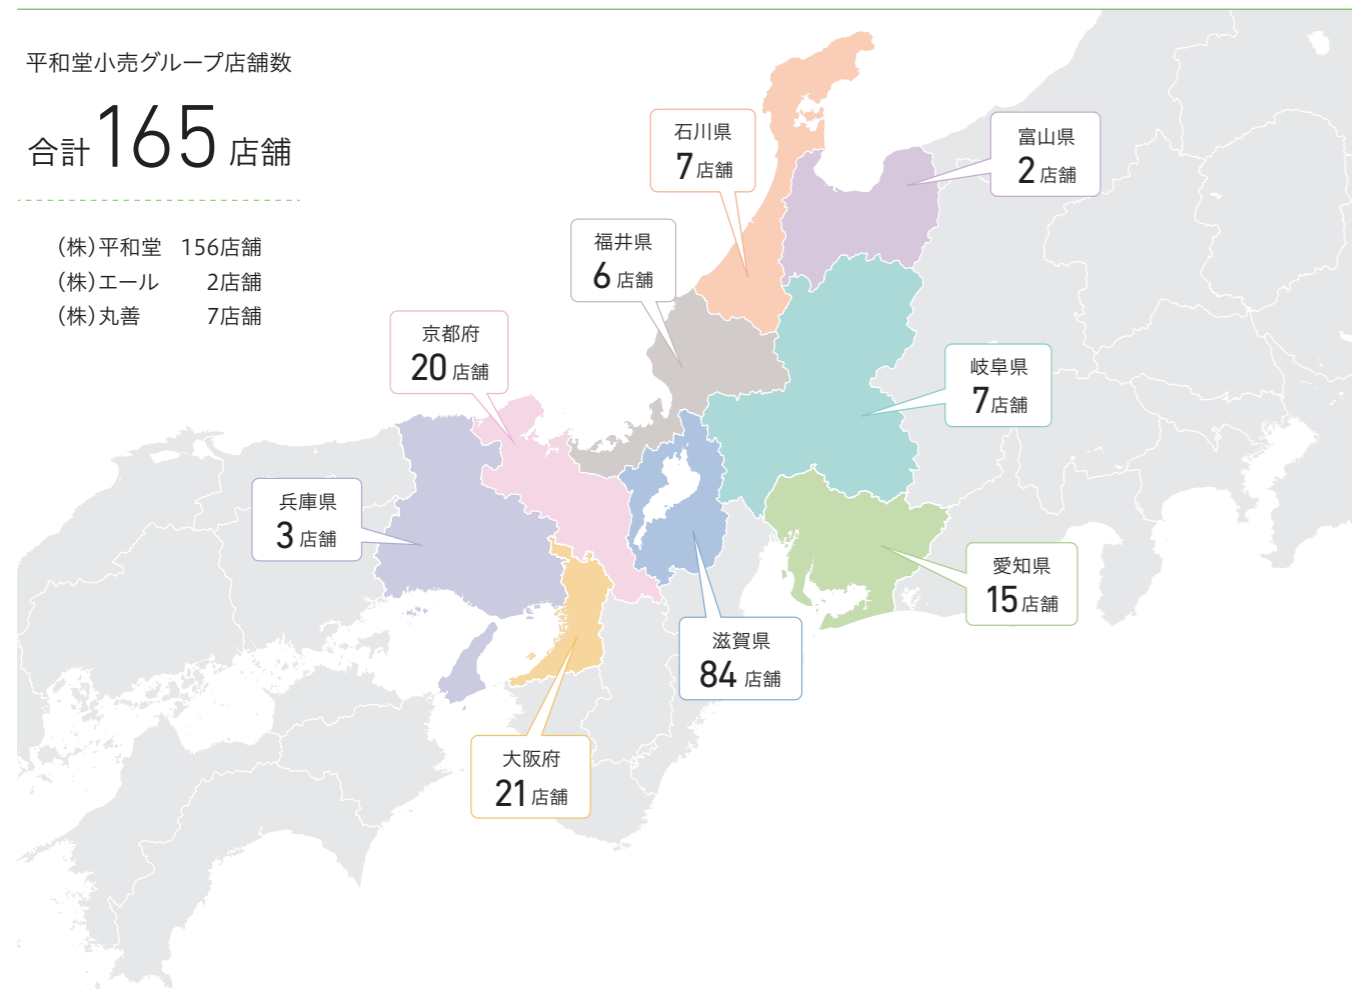 平和堂小売グループ店舗数
合計165店舗
(株)平和堂 156店舗
(株)エール 2店舗
(株)丸善 7店舗
石川県
7店舗
富山県
2店舗
福井県
6店舗
京都府
20店舗
岐阜県
7店舗
兵庫県
3店舗
愛知県
15店舗
滋賀県
84店舗
大阪府
21店舗